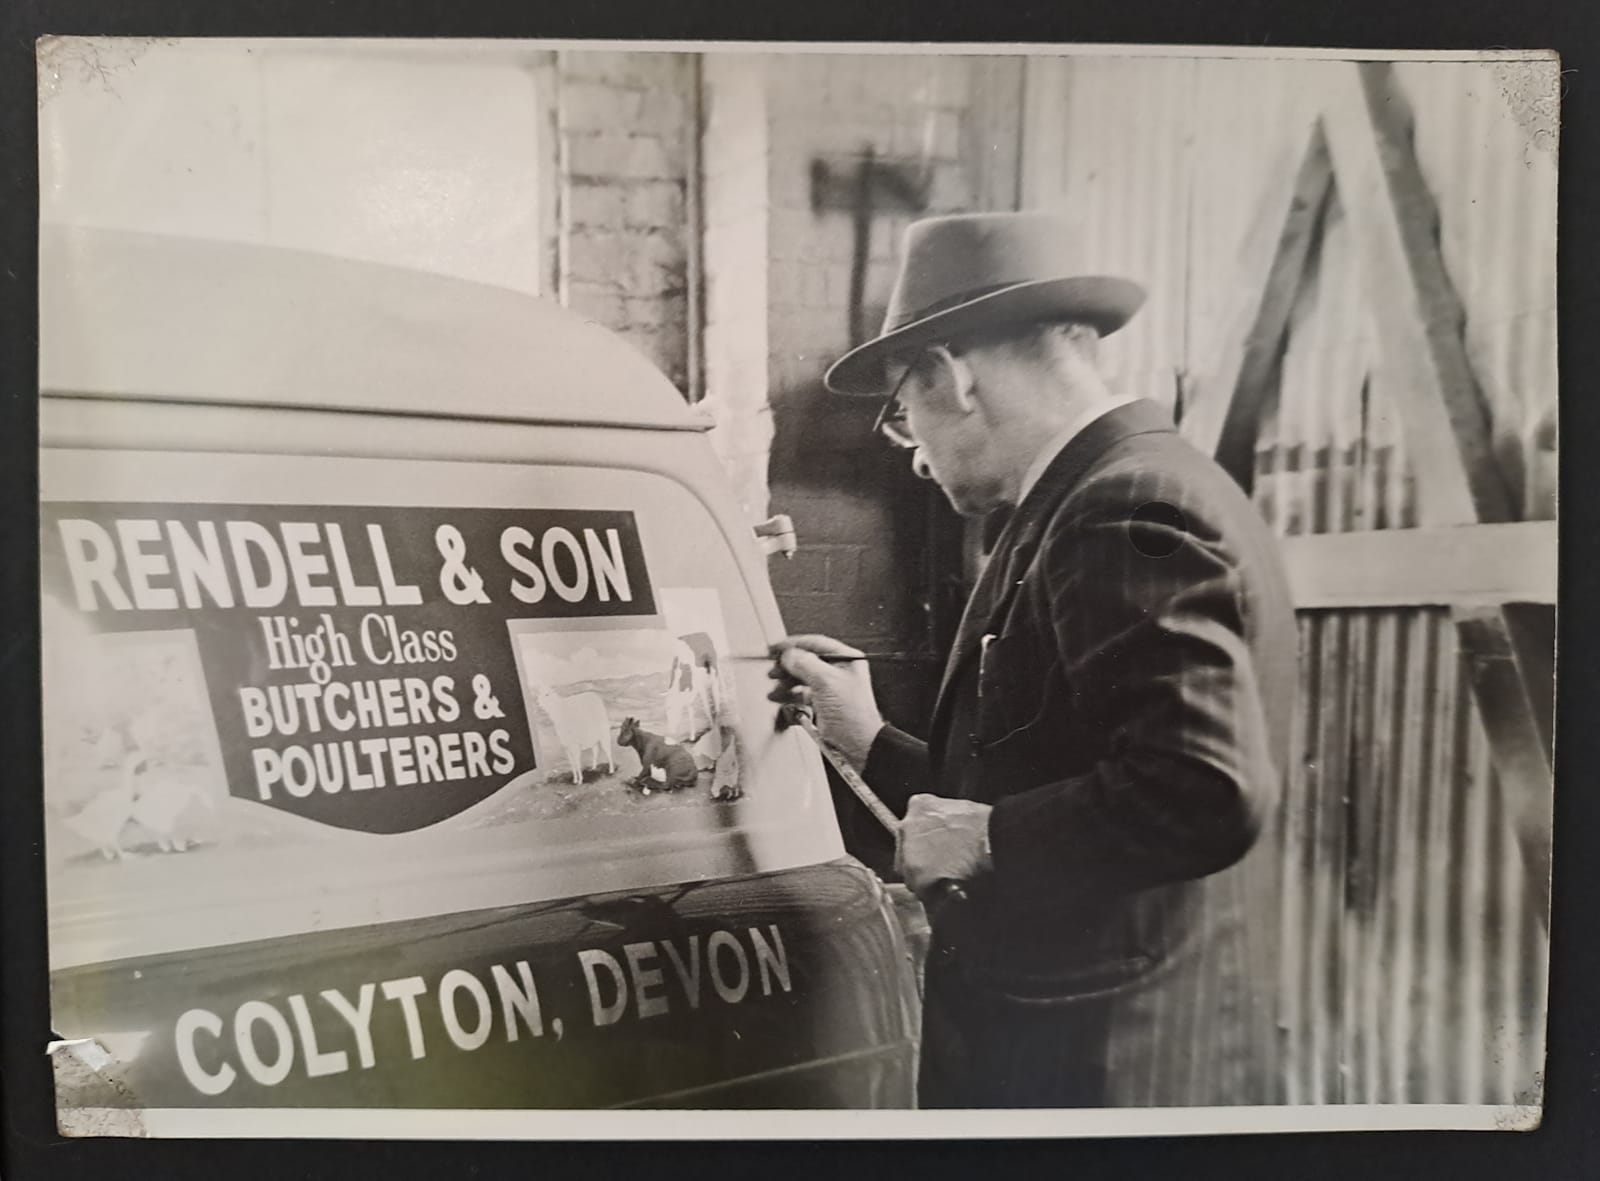 RENDELL & SON
High Class
BUTCHERS &
POULTERERS
COLYTON, DEVON